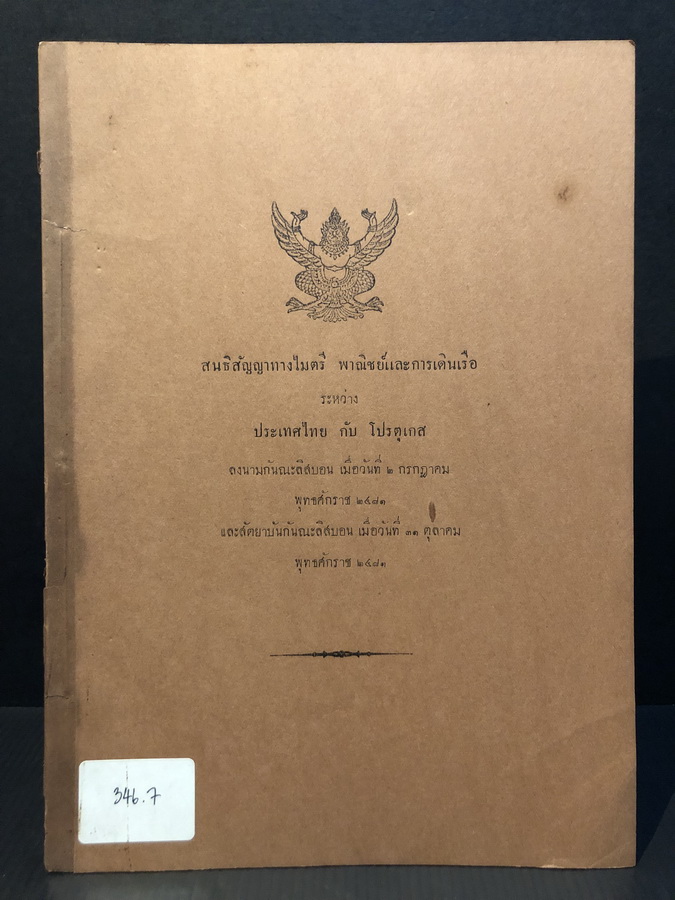 สนธิสัญญาทางไมตรี พาณิชย์และการเดินเรือ
ระหว่าง
ประเทศไทย กับ โปรตุเกส
ลงนามกันณะลิสบอน เมื่อวันที่ ๒ กรกฎาคม
พุทธศักราช ๒๔๘๑
และสัตยาบันกันณะลิสบอน เมื่อวันที่ ๓๑ ตุลาคม
พุทธศักราช ๒๔๘๑
346.7